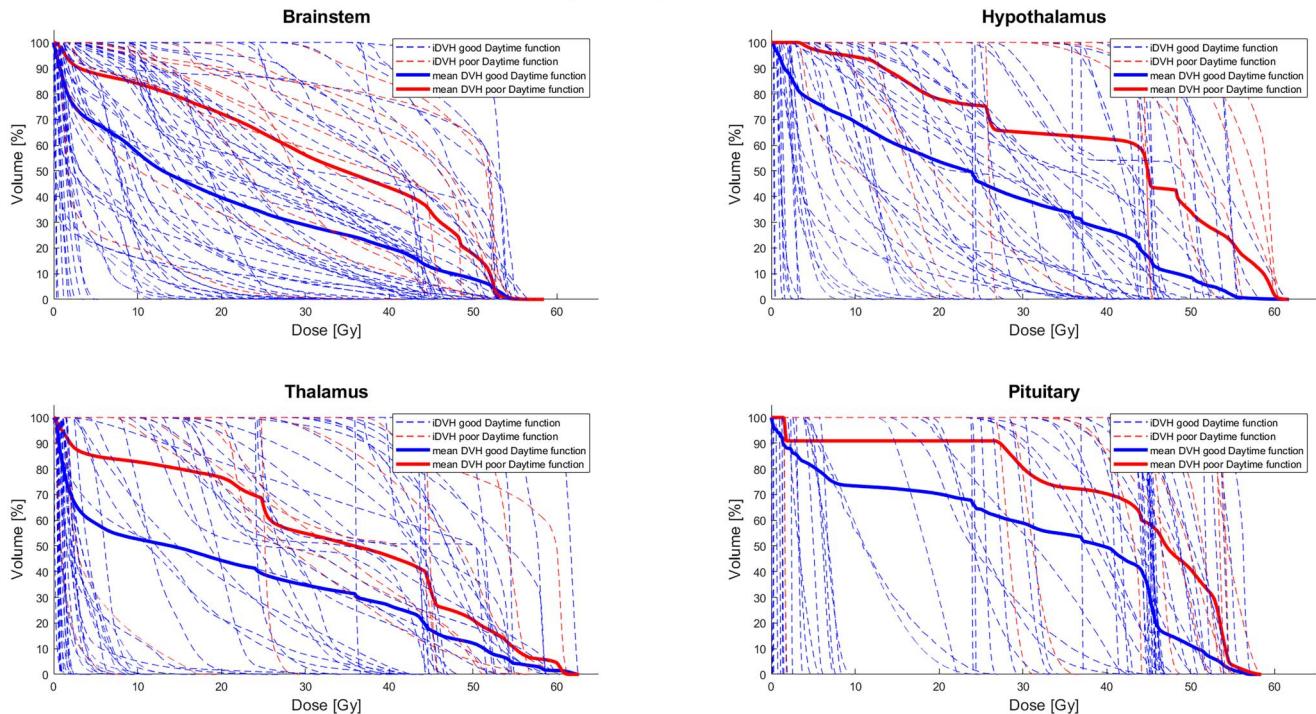 Brainstem
100
90
80
70
60
50
40
30
20
10
0
Volume [%]
iDVH good Daytime function
iDVH poor Daytime function
mean DVH good Daytime function
mean DVH poor Daytime function
0 10 20 30 40 50 60
Dose [Gy]
Hypothalamus
100
90
80
70
60
50
40
30
20
10
0
Volume [%]
iDVH good Daytime function
iDVH poor Daytime function
mean DVH good Daytime function
mean DVH poor Daytime function
0 10 20 30 40 50 60
Dose [Gy]
Thalamus
100
90
80
70
60
50
40
30
20
10
0
Volume [%]
iDVH good Daytime function
iDVH poor Daytime function
mean DVH good Daytime function
mean DVH poor Daytime function
0 10 20 30 40 50 60
Dose [Gy]
Pituitary
100
90
80
70
60
50
40
30
20
10
0
Volume [%]
iDVH good Daytime function
iDVH poor Daytime function
mean DVH good Daytime function
mean DVH poor Daytime function
0 10 20 30 40 50 60
Dose [Gy]